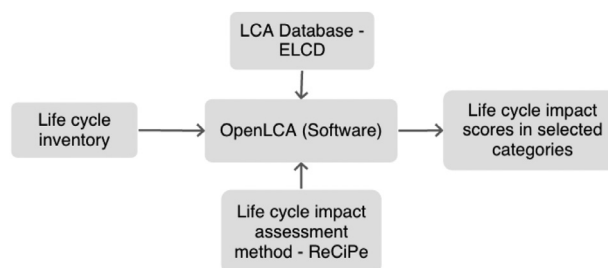 LCA Database -
ELCD
Life cycle
inventory
OpenLCA (Software)
Life cycle impact
scores in selected
categories
Life cycle impact
assessment
method - ReCiPe